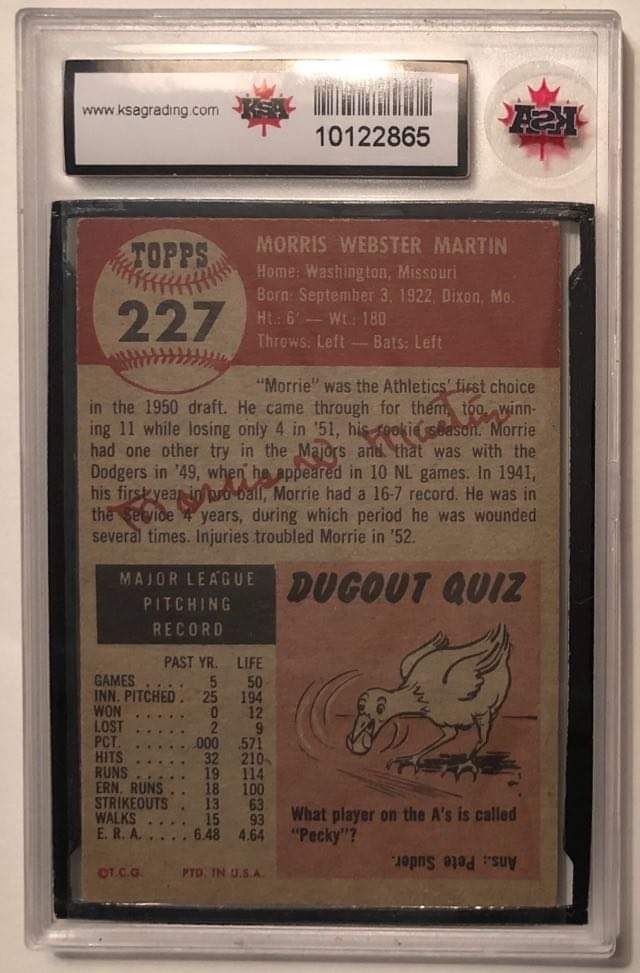 www.ksagrading.com
KSA
10122865
KSA
TOPPS
227
MORRIS WEBSTER MARTIN
Home: Washington, Missouri
Born: September 3, 1922, Dixon, Mo.
Ht.: 6' — Wt.: 180
Throws: Left — Bats: Left
"Morrie" was the Athletics' first choice
in the 1950 draft. He came through for them, too, winn-
ing 11 while losing only 4 in '51, his rookie season. Morrie
had one other try in the Majors and that was with the
Dodgers in '49, when he appeared in 10 NL games. In 1941,
his first year in pro ball, Morrie had a 16-7 record. He was in
the Service 4 years, during which period he was wounded
several times. Injuries troubled Morrie in '52.
Morris W Martin
MAJOR LEAGUE
PITCHING
RECORD
PAST YR. LIFE
GAMES .... 5 50
INN. PITCHED . 25 194
WON ..... 0 12
LOST ..... 2 9
PCT. ..... .000 .571
HITS ..... 32 210
RUNS ..... 19 114
ERN. RUNS .. 18 100
STRIKEOUTS . 13 63
WALKS .... 15 93
E. R. A. .... 6.48 4.64
DUGOUT QUIZ
What player on the A's is called
"Pecky"?
Ans.: Pete Suder.
©T.C.G. PTD. IN U.S.A.